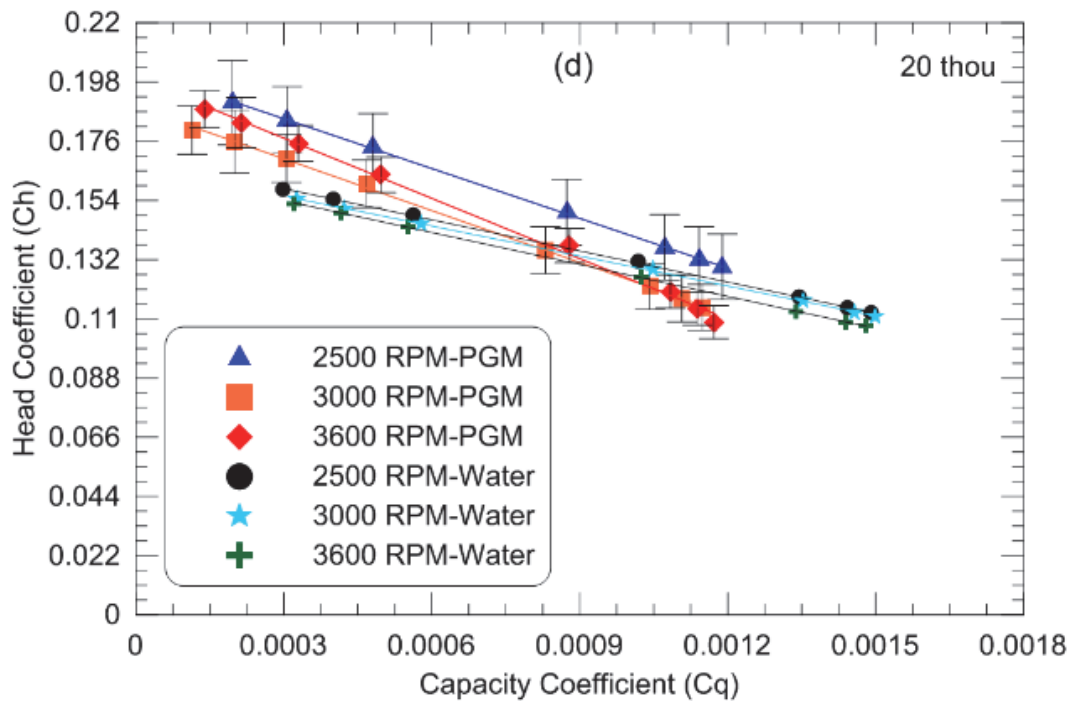 0.22
0.198
0.176
0.154
0.132
0.11
0.088
0.066
0.044
0.022
0
Head Coefficient (Ch)
(d)
20 thou
2500 RPM-PGM
3000 RPM-PGM
3600 RPM-PGM
2500 RPM-Water
3000 RPM-Water
3600 RPM-Water
0 0.0003 0.0006 0.0009 0.0012 0.0015 0.0018
Capacity Coefficient (Cq)